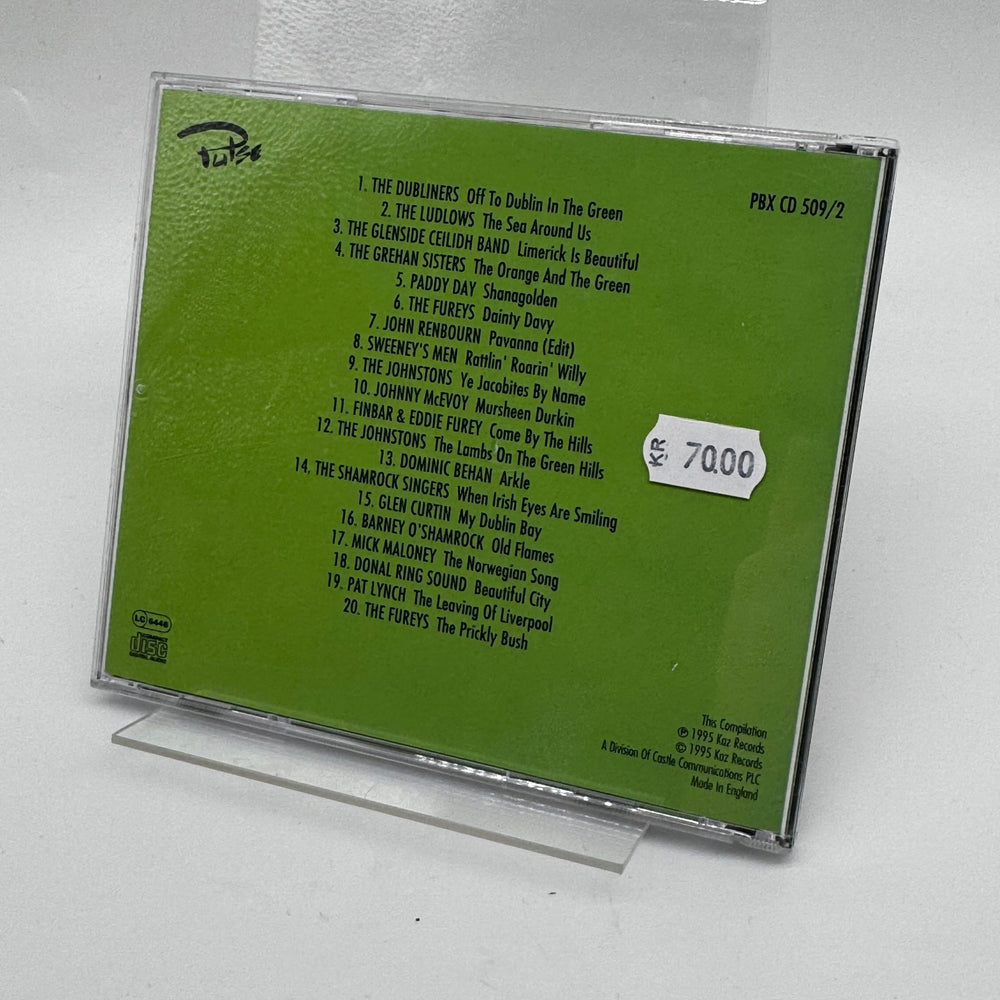 Pulse
PBX CD 509/2
1. THE DUBLINERS Off To Dublin In The Green
2. THE LUDLOWS The Sea Around Us
3. THE GLENSIDE CEILIDH BAND Limerick Is Beautiful
4. THE GREHAN SISTERS The Orange And The Green
5. PADDY DAY Shanagolden
6. THE FUREYS Dainty Davy
7. JOHN RENBOURN Pavanna (Edit)
8. SWEENEY'S MEN Rattlin' Roarin' Willy
9. THE JOHNSTONS Ye Jacobites By Name
10. JOHNNY McEVOY Mursheen Durkin
11. FINBAR & EDDIE FUREY Come By The Hills
12. THE JOHNSTONS The Lambs On The Green Hills
13. DOMINIC BEHAN Arkle
14. THE SHAMROCK SINGERS When Irish Eyes Are Smiling
15. GLEN CURTIN My Dublin Bay
16. BARNEY O'SHAMROCK Old Flames
17. MICK MALONEY The Norwegian Song
18. DONAL RING SOUND Beautiful City
19. PAT LYNCH The Leaving Of Liverpool
20. THE FUREYS The Prickly Bush
KR 70.00
LC 6448
COMPACT
disc
DIGITAL AUDIO
This Compilation
℗ 1995 Kaz Records
© 1995 Kaz Records
A Division Of Castle Communications PLC
Made In England